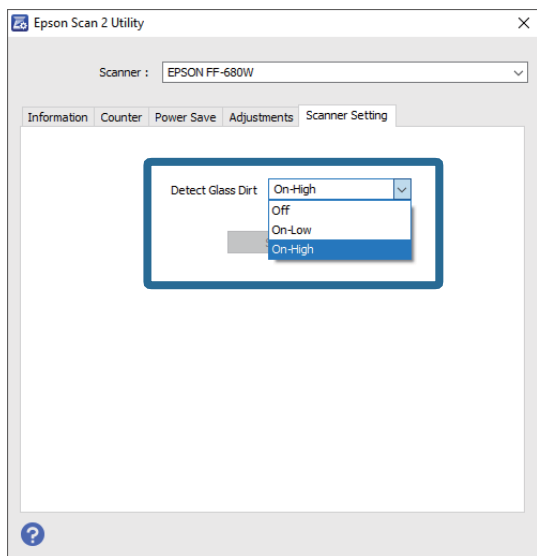 Epson Scan 2 Utility
Scanner : EPSON FF-680W
Information Counter Power Save Adjustments Scanner Setting
Detect Glass Dirt On-High
Off
On-Low
On-High
?